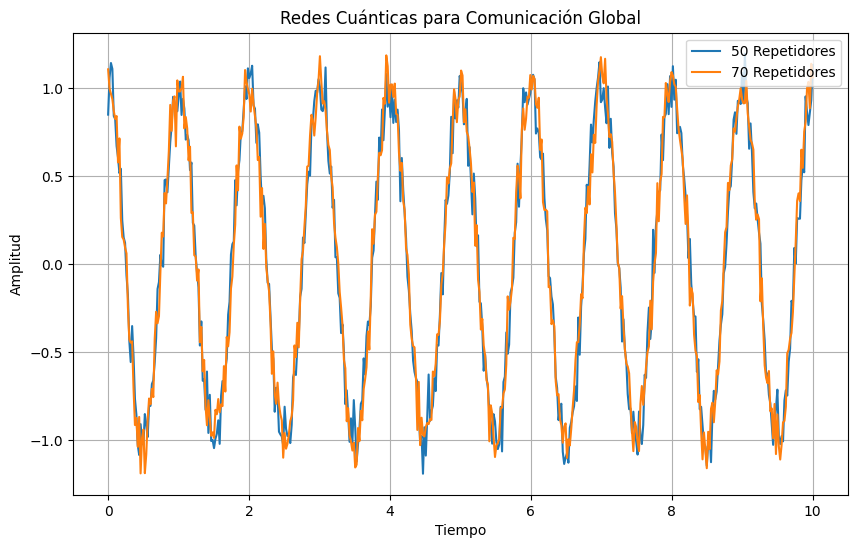 Redes Cuánticas para Comunicación Global
50 Repetidores
70 Repetidores
Amplitud
1.0
0.5
0.0
−0.5
−1.0
0
2
4
6
8
10
Tiempo